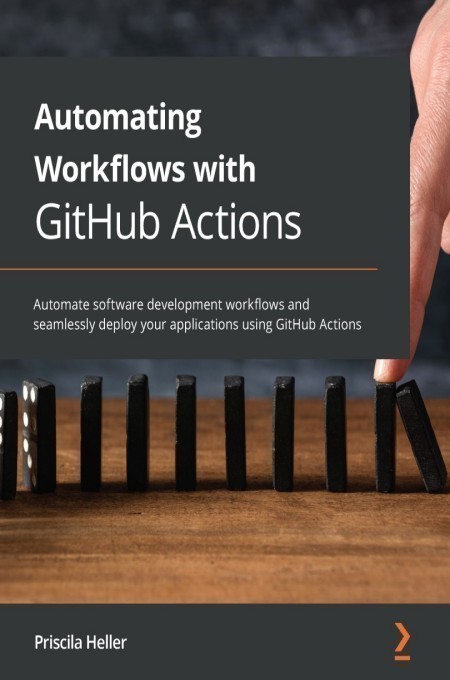 Automating
Workflows with
GitHub Actions
Automate software development workflows and
seamlessly deploy your applications using GitHub Actions
Priscila Heller